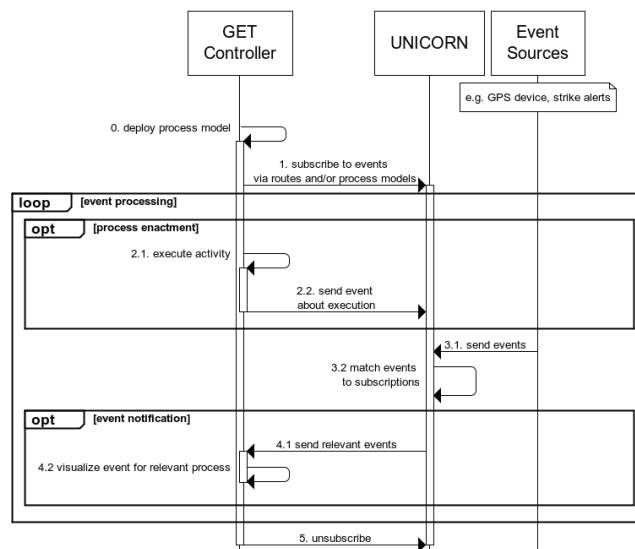 GET
Controller
UNICORN
Event
Sources
e.g. GPS device, strike alerts
0. deploy process model
1. subscribe to events
via routes and/or process models
loop
[event processing]
opt
[process enactment]
2.1. execute activity
2.2. send event
about execution
3.1. send events
3.2 match events
to subscriptions
opt
[event notification]
4.1 send relevant events
4.2 visualize event for relevant process
5. unsubscribe